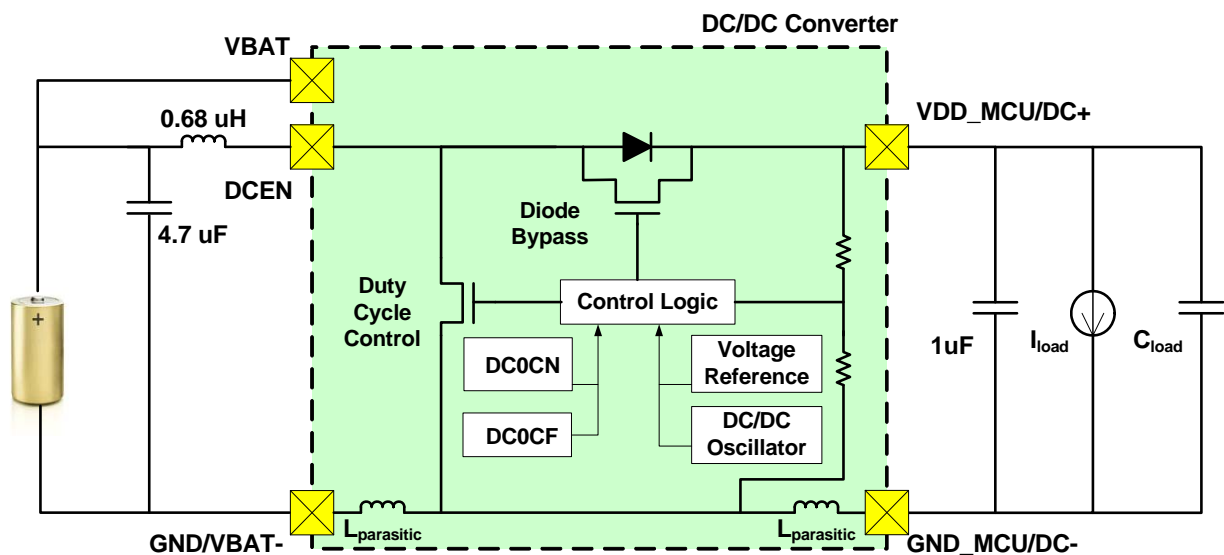 DC/DC Converter
VBAT
0.68 uH
VDD_MCU/DC+
DCEN
4.7 uF
Diode
Bypass
Duty
Cycle
Control
Control Logic
+
DC0CN
Voltage
Reference
1uF
Iload
Cload
DC0CF
DC/DC
Oscillator
Lparasitic
Lparasitic
GND/VBAT-
GND_MCU/DC-